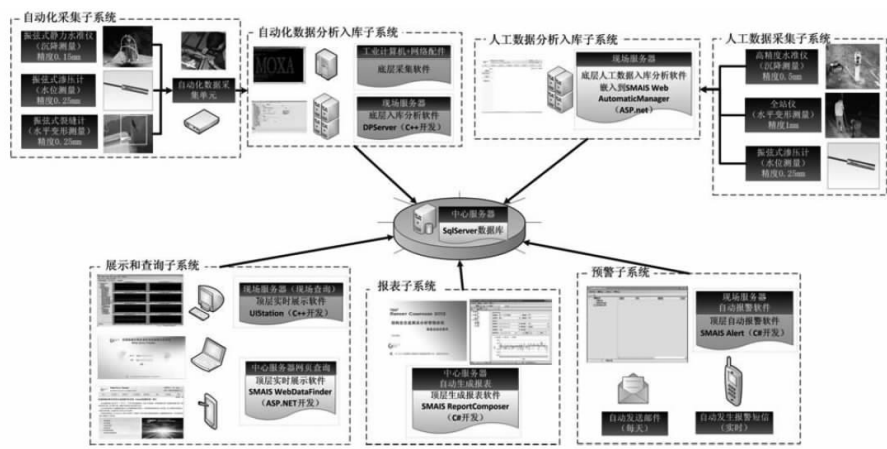 自动化采集子系统
振弦式静力水准仪
（沉降测量）
精度0.15mm
振弦式渗压计
（水位测量）
精度0.25mm
振弦式裂缝计
（水平变形测量）
精度0.25mm
自动化数据采
集单元
自动化数据分析入库子系统
MOXA
工业计算机+网络配件
底层采集软件
现场服务器
底层入库分析软件
DPServer（C++开发）
人工数据分析入库子系统
现场服务器
底层人工数据入库分析软件
嵌入到SMAIS Web
AutomaticManager
（ASP.net）
人工数据采集子系统
高精度水准仪
（沉降测量）
精度0.5mm
全站仪
（水平变形测量）
精度1mm
振弦式渗压计
（水位测量）
精度0.25mm
中心服务器
SqlServer数据库
展示和查询子系统
现场服务器（现场查询）
顶层实时展示软件
UIStation（C++开发）
中心服务器网页查询
顶层实时展示软件
SMAIS WebDataFinder
（ASP.NET开发）
报表子系统
中心服务器
自动生成报表
顶层生成报表软件
SMAIS ReportComposer
（C#开发）
预警子系统
现场服务器
自动报警软件
顶层自动报警软件
SMAIS Alert（C#开发）
自动发送邮件
（每天）
自动发生报警短信
（实时）